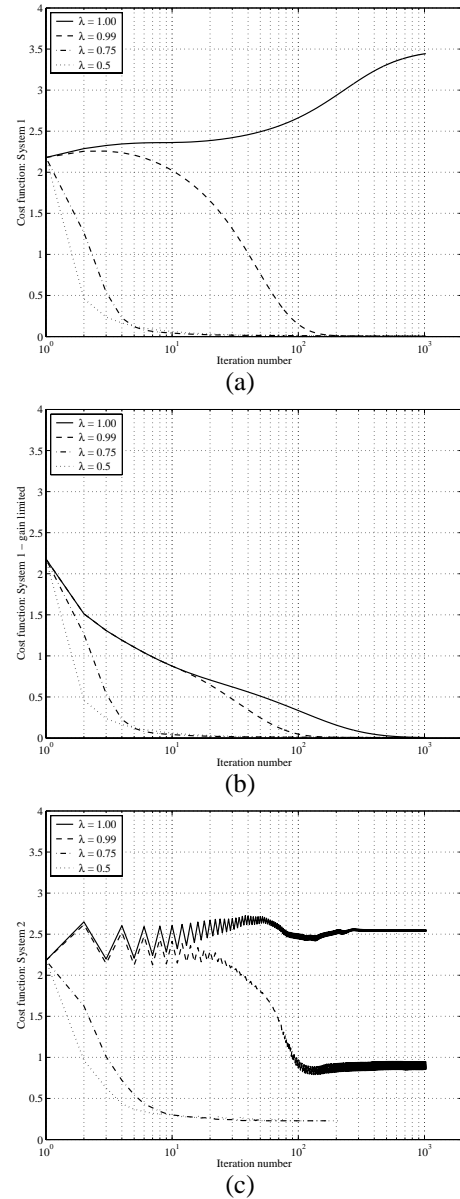 4
3.5
3
2.5
2
1.5
1
0.5
0
Cost function: System 1
λ = 1.00
λ = 0.99
λ = 0.75
λ = 0.5
10^0
10^1
10^2
10^3
Iteration number
(a)
4
3.5
3
2.5
2
1.5
1
0.5
0
Cost function: System 1 – gain limited
λ = 1.00
λ = 0.99
λ = 0.75
λ = 0.5
10^0
10^1
10^2
10^3
Iteration number
(b)
4
3.5
3
2.5
2
1.5
1
0.5
0
Cost function: System 2
λ = 1.00
λ = 0.99
λ = 0.75
λ = 0.5
10^0
10^1
10^2
10^3
Iteration number
(c)